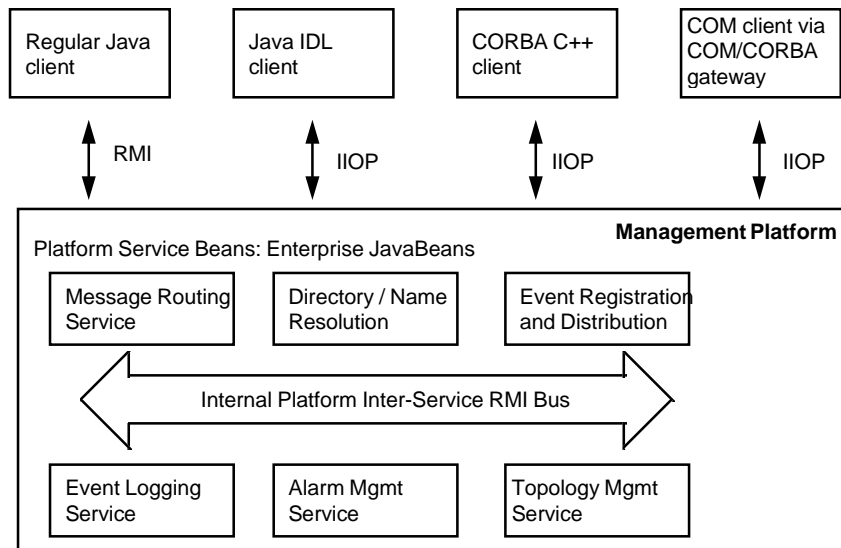 Regular Java
client
Java IDL
client
CORBA C++
client
COM client via
COM/CORBA
gateway
RMI
IIOP
IIOP
IIOP
Management Platform
Platform Service Beans: Enterprise JavaBeans
Message Routing
Service
Directory / Name
Resolution
Event Registration
and Distribution
Internal Platform Inter-Service RMI Bus
Event Logging
Service
Alarm Mgmt
Service
Topology Mgmt
Service